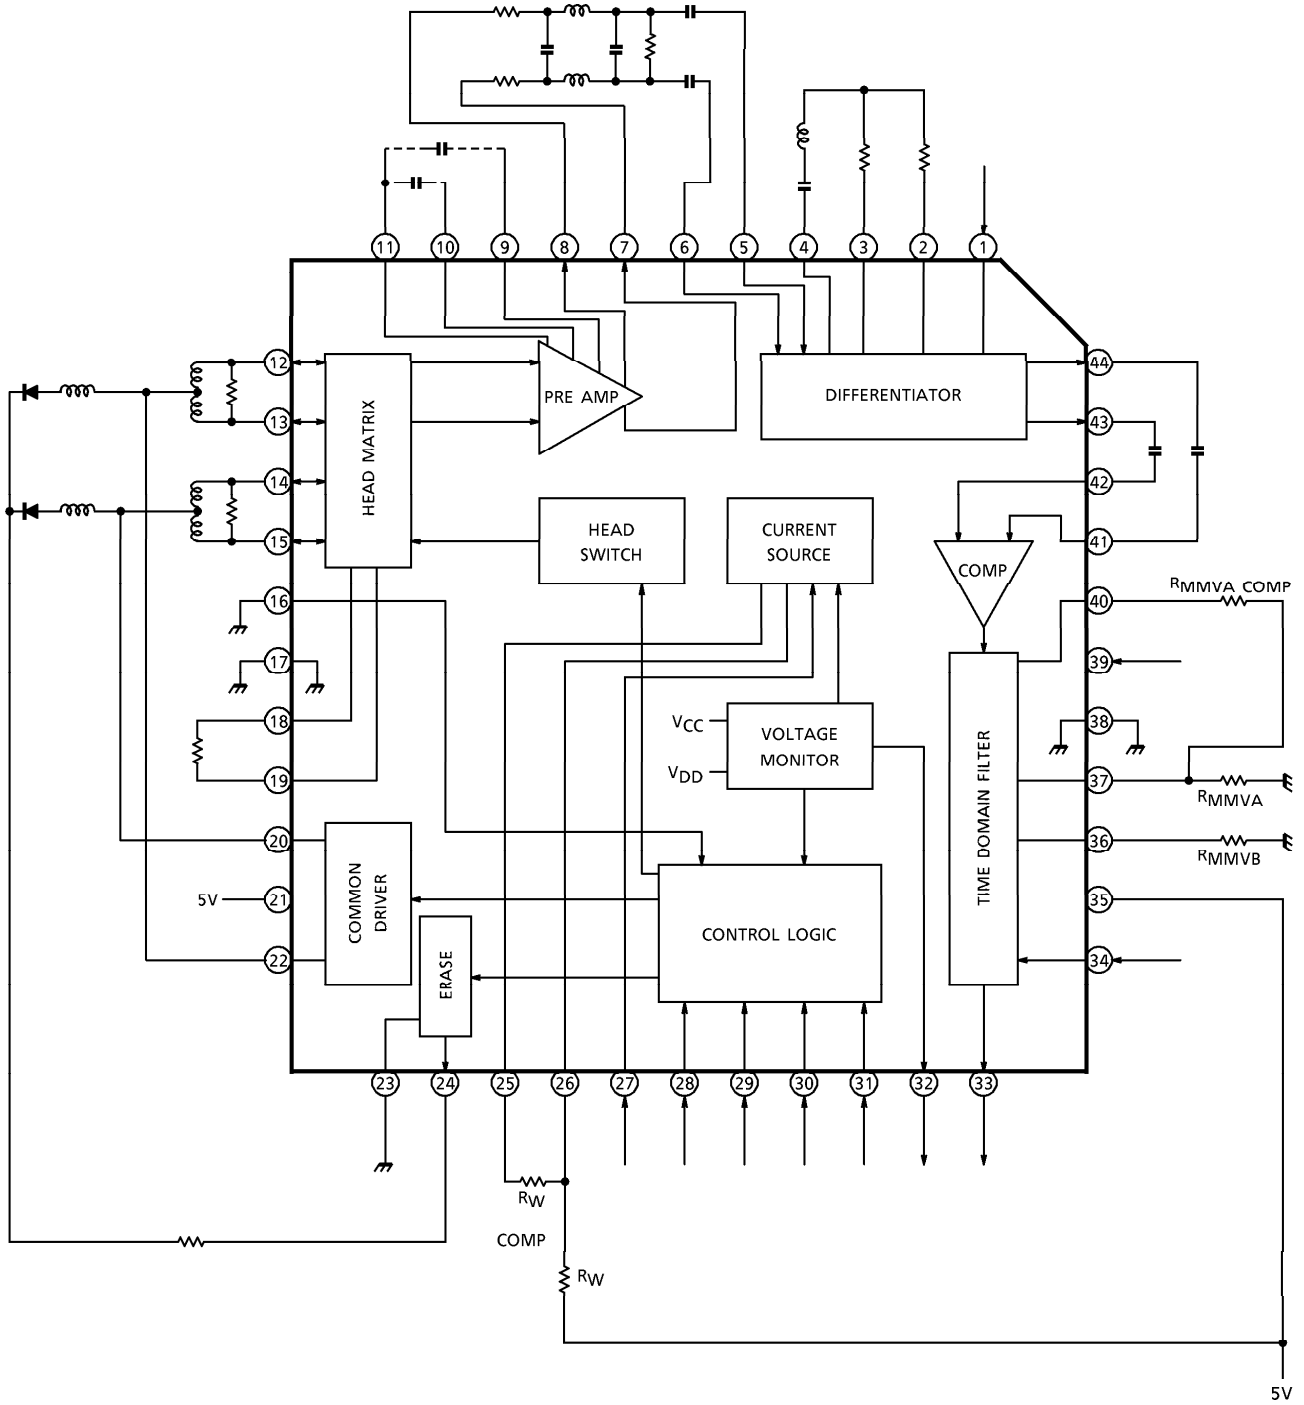 11 10 9 8 7 6 5 4 3 2 1
12
13
14
15
16
17
18
19
20
5V 21
22
HEAD MATRIX
PRE AMP
DIFFERENTIATOR
44
43
42
41
HEAD
SWITCH
CURRENT
SOURCE
COMP
RMMVA COMP
40
39
38
37
RMMVA
36
RMMVB
35
34
VCC
VDD
VOLTAGE
MONITOR
TIME DOMAIN FILTER
COMMON
DRIVER
ERASE
CONTROL LOGIC
23 24 25 26 27 28 29 30 31 32 33
RW
COMP
RW
5V